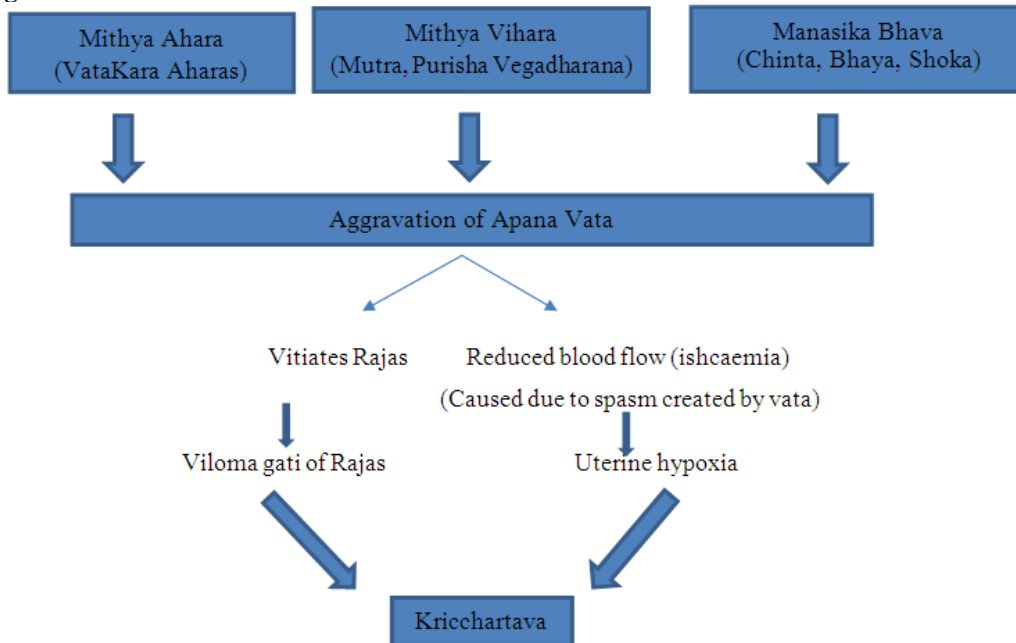 Mithya Ahara
(VataKara Aharas)
Mithya Vihara
(Mutra, Purisha Vegadharana)
Manasika Bhava
(Chinta, Bhaya, Shoka)
Aggravation of Apana Vata
Vitiates Rajas
Reduced blood flow (ishcaemia)
(Caused due to spasm created by vata)
Viloma gati of Rajas
Uterine hypoxia
Kricchartava